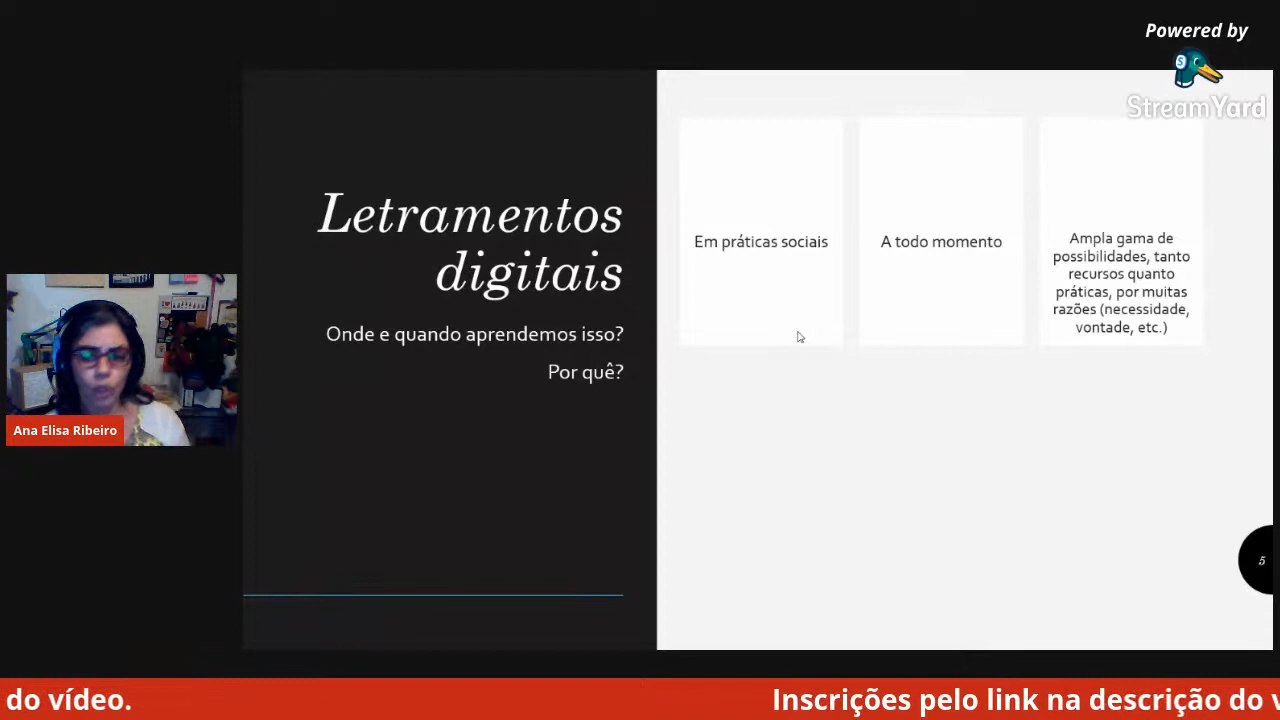 Powered by
StreamYard
Letramentos
digitais
Onde e quando aprendemos isso?
Por quê?
Em práticas sociais
A todo momento
Ampla gama de
possibilidades, tanto
recursos quanto
práticas, por muitas
razões (necessidade,
vontade, etc.)
Ana Elisa Ribeiro
5
do vídeo.
Inscrições pelo link na descrição do v